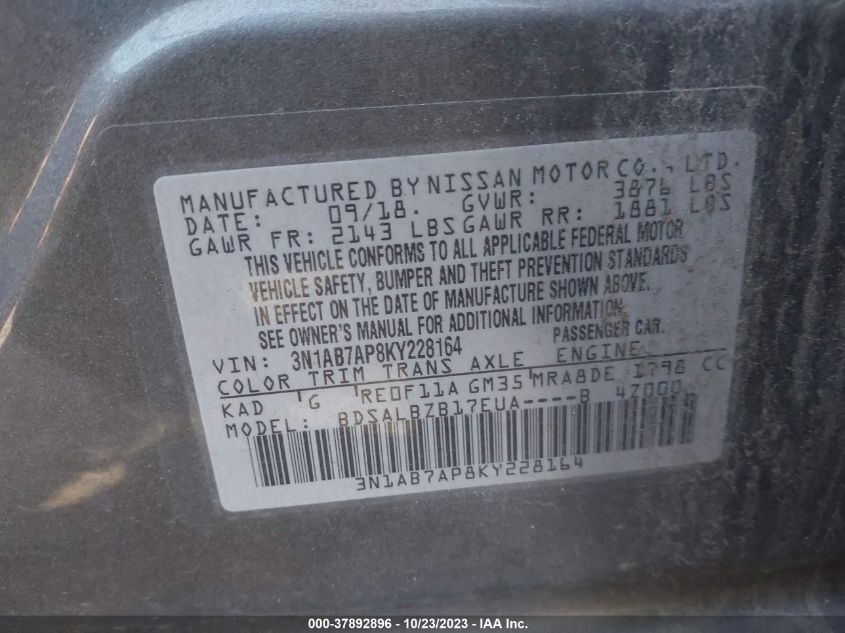 MANUFACTURED BY NISSAN MOTOR CO., LTD.
DATE: 09/18. GVWR: 3876 LBS
GAWR FR: 2143 LBS GAWR RR: 1881 LBS
THIS VEHICLE CONFORMS TO ALL APPLICABLE FEDERAL MOTOR
VEHICLE SAFETY, BUMPER AND THEFT PREVENTION STANDARDS
IN EFFECT ON THE DATE OF MANUFACTURE SHOWN ABOVE.
SEE OWNER'S MANUAL FOR ADDITIONAL INFORMATION.
VIN: 3N1AB7AP8KY228164 PASSENGER CAR.
COLOR TRIM TRANS AXLE ENGINE
KAD G RE0F11A GM35 MRA8DE 1798 CC
MODEL: BDSALBZB17EUA----B 4Z000
3N1AB7AP8KY228164
000-37892896 - 10/23/2023 - IAA Inc.